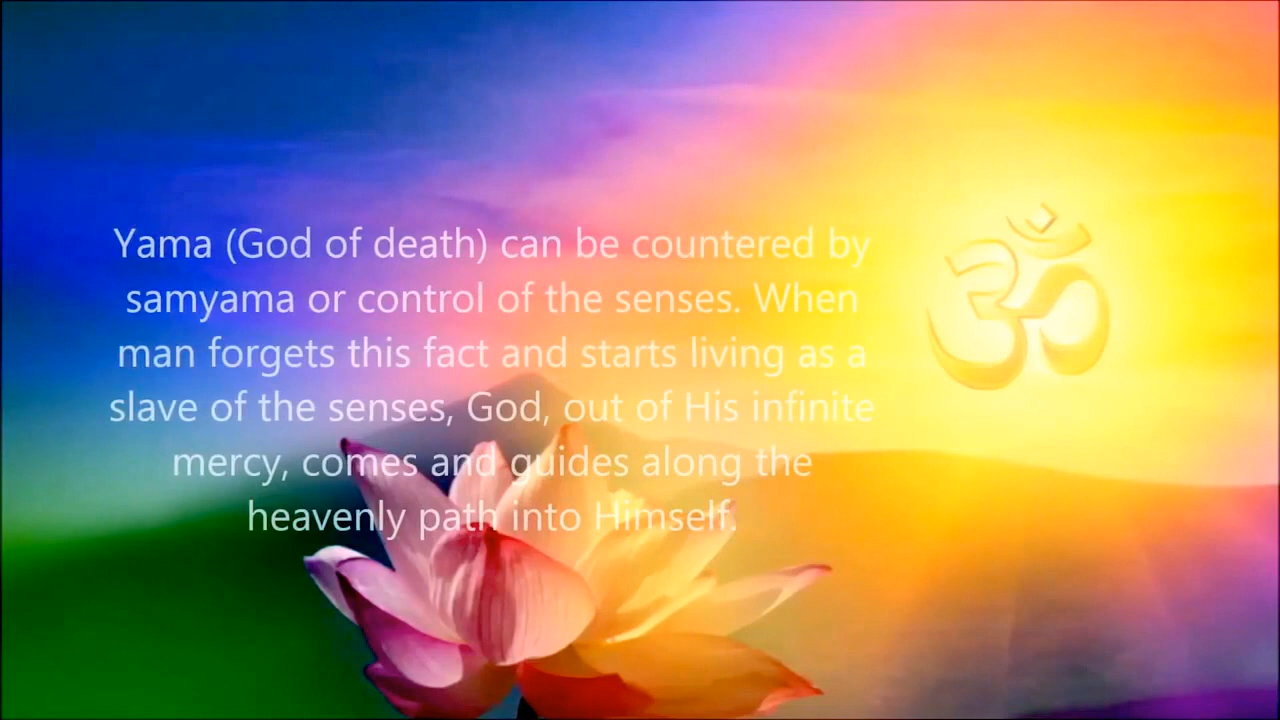 Yama (God of death) can be countered by
samyama or control of the senses. When
man forgets this fact and starts living as a
slave of the senses, God, out of His infinite
mercy, comes and guides along the
heavenly path into Himself.
ॐ